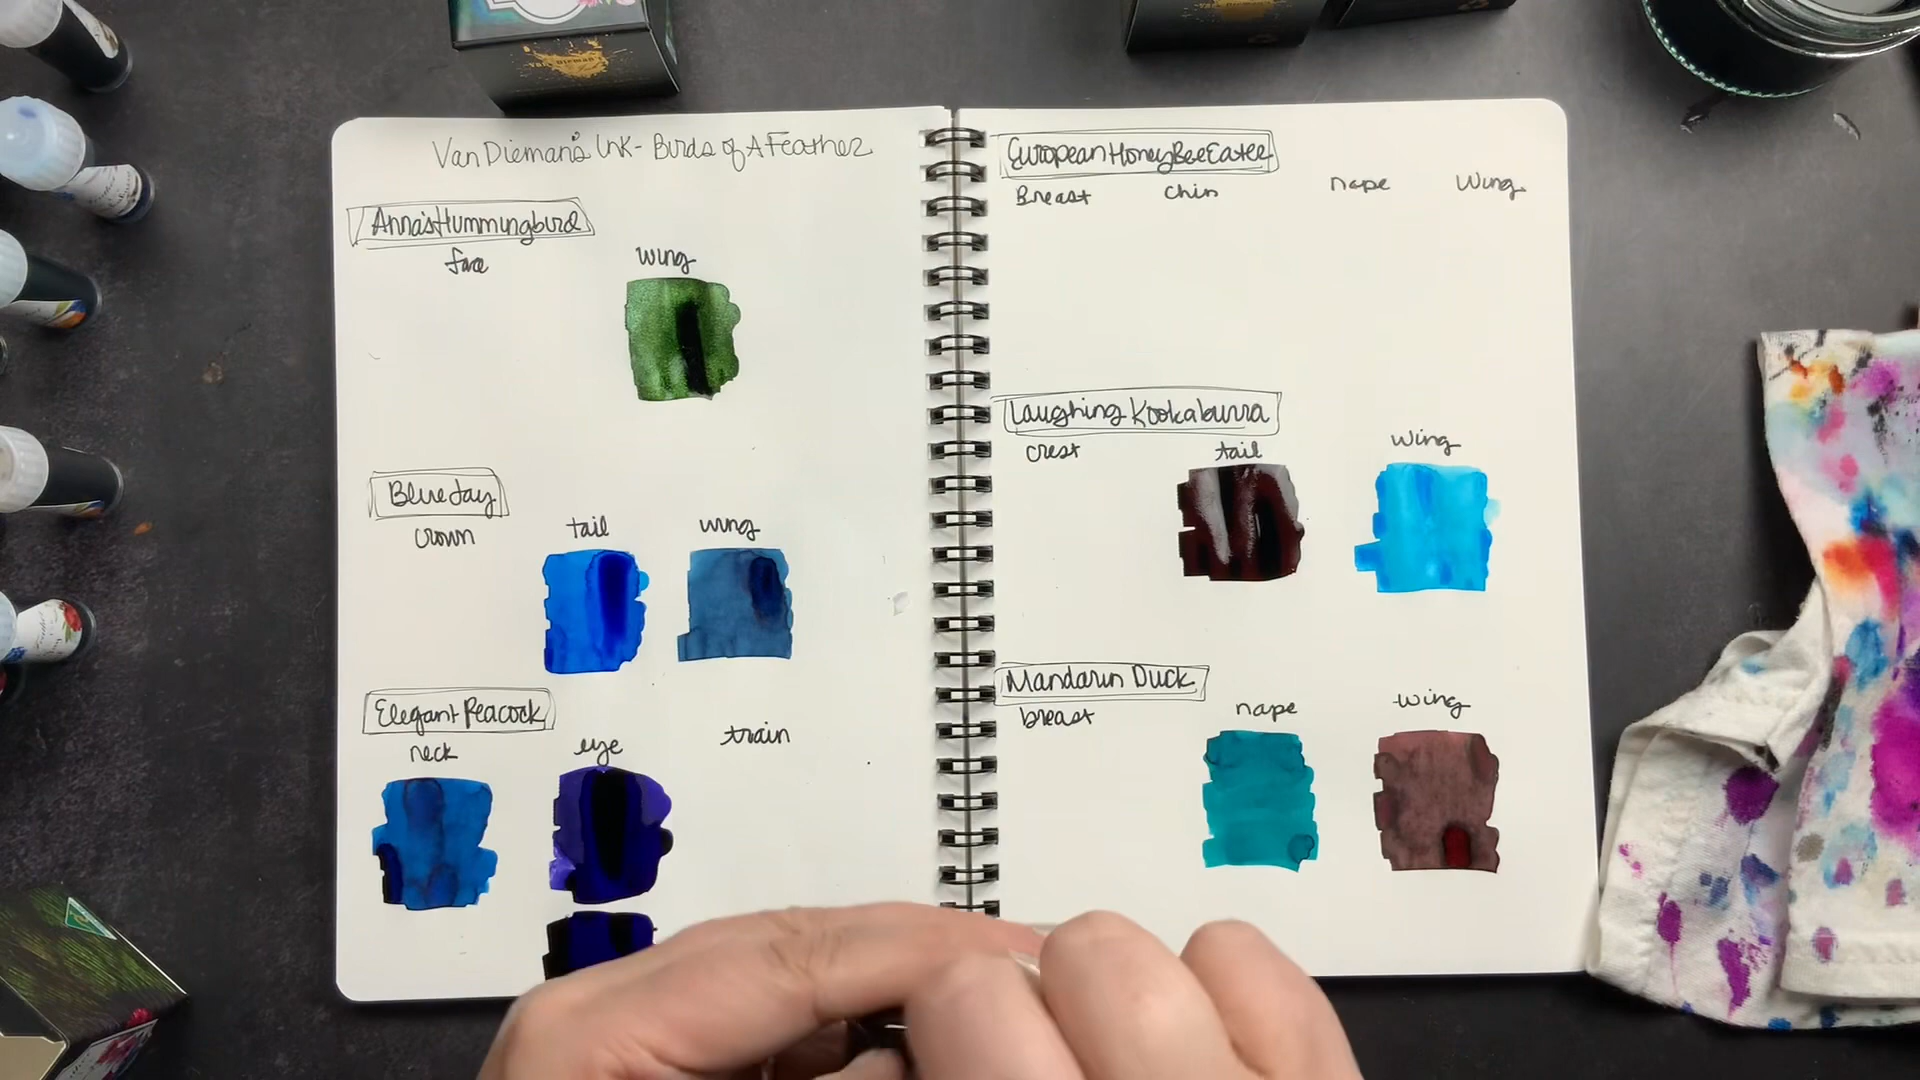 Van Dieman's Ink - Birds of A Feather
Anna's Hummingbird
face wing
Blue Jay
crown tail wing
Elegant Peacock
neck eye train
European Honey Bee Eater
Breast Chin nape Wing
Laughing Kookaburra
crest tail wing
Mandarin Duck
breast nape wing
Van Dieman's